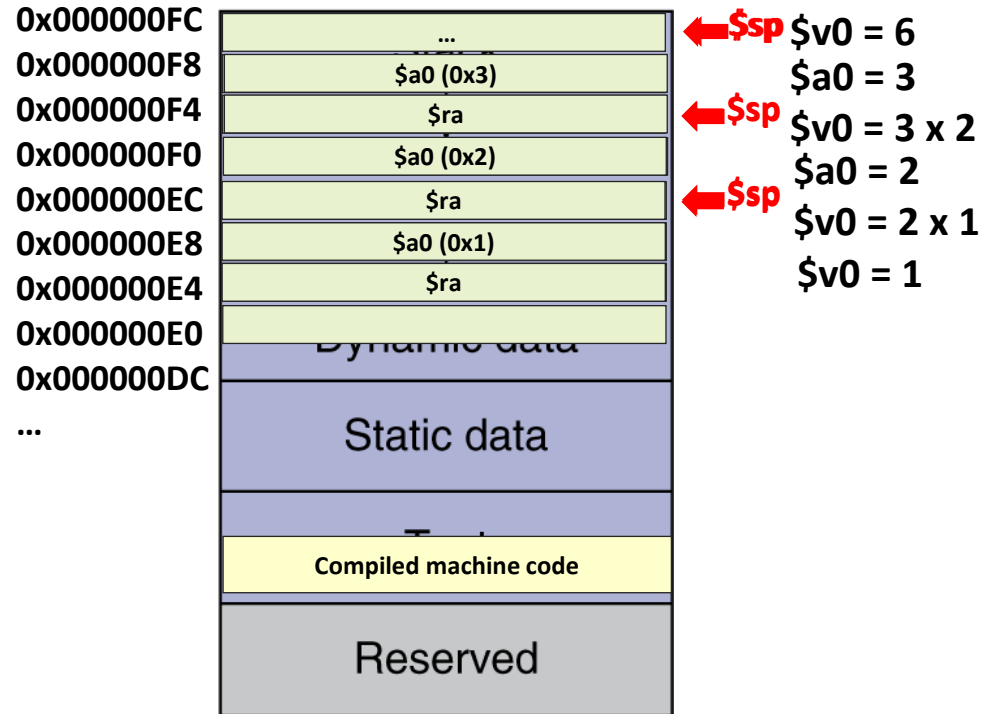 0x000000FC
0x000000F8
0x000000F4
0x000000F0
0x000000EC
0x000000E8
0x000000E4
0x000000E0
0x000000DC
...
...
$a0 (0x3)
$ra
$a0 (0x2)
$ra
$a0 (0x1)
$ra
Dynamic data
Static data
Compiled machine code
Reserved
$sp
$sp
$sp
$v0 = 6
$a0 = 3
$v0 = 3 x 2
$a0 = 2
$v0 = 2 x 1
$v0 = 1